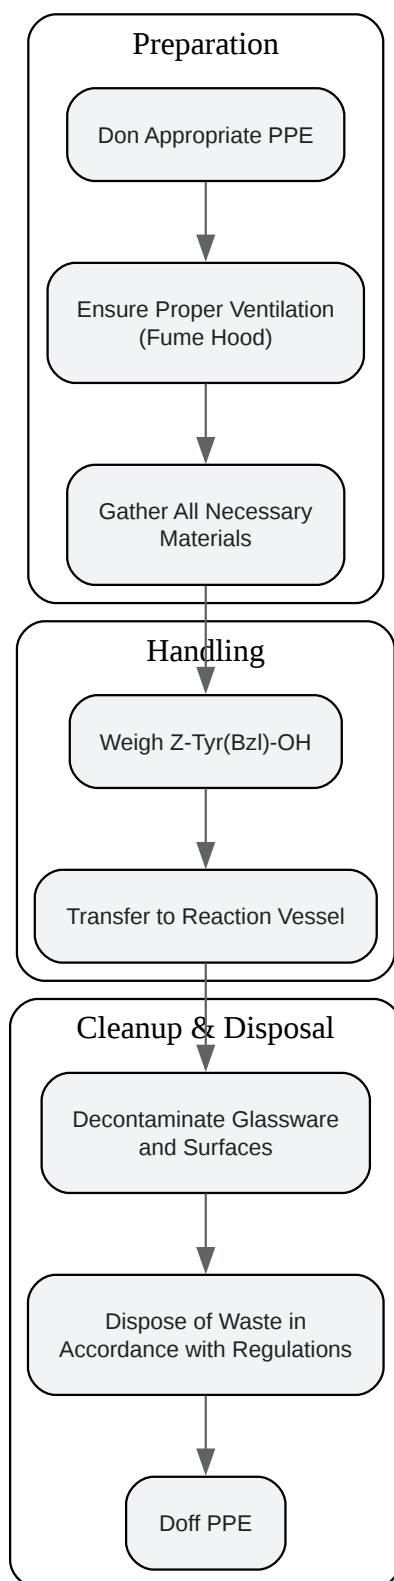 Preparation
Don Appropriate PPE
Ensure Proper Ventilation
(Fume Hood)
Gather All Necessary
Materials
Handling
Weigh Z-Tyr(Bzl)-OH
Transfer to Reaction Vessel
Cleanup & Disposal
Decontaminate Glassware
and Surfaces
Dispose of Waste in
Accordance with Regulations
Doff PPE